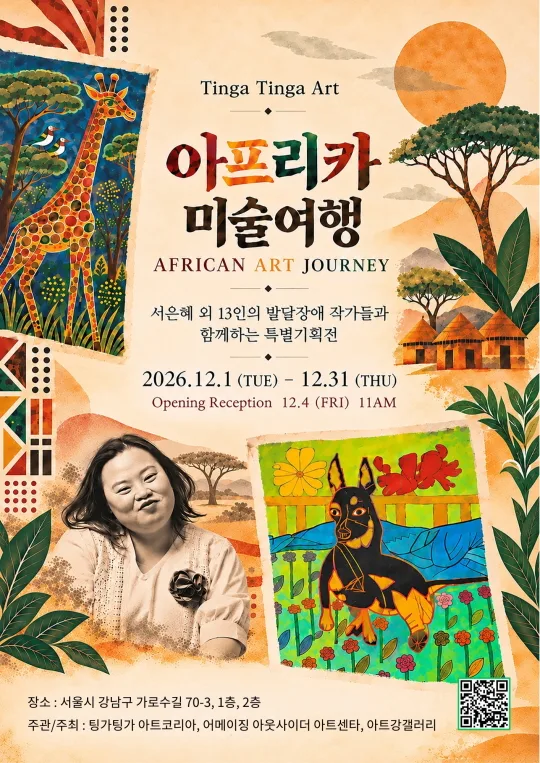 Tinga Tinga Art
아프리카
미술여행
AFRICAN ART JOURNEY
서은혜 외 13인의 발달장애 작가들과
함께하는 특별기획전
2026.12.1 (TUE) – 12.31 (THU)
Opening Reception 12.4 (FRI) 11AM
장소 : 서울시 강남구 가로수길 70-3, 1층, 2층
주관/주최 : 팅가팅가 아트코리아, 어메이징 아웃사이더 아트센타, 아트강갤러리